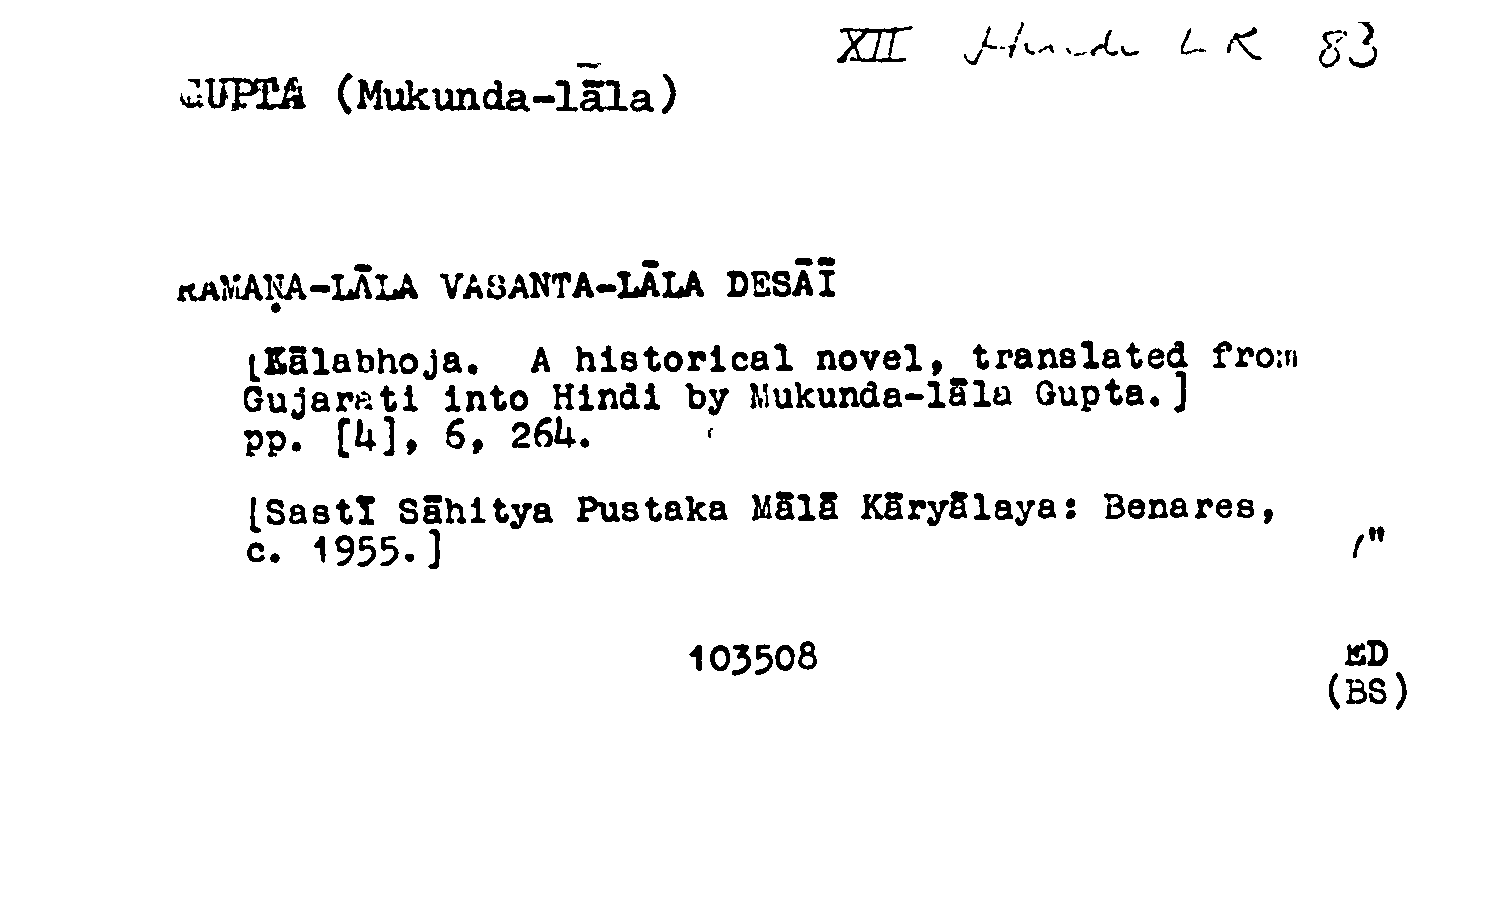 XII Hindi LR 83
GUPTA (Mukunda-lāla)
RAMAṆA-LĀLA VASANTA-LĀLA DESĀĪ
[Kālabhoja. A historical novel, translated from
Gujarati into Hindi by Mukunda-lāla Gupta.]
pp. [4], 6, 264.
[Sastī Sāhitya Pustaka Mālā Kāryālaya: Benares,
c. 1955.]
103508
ED
(BS)